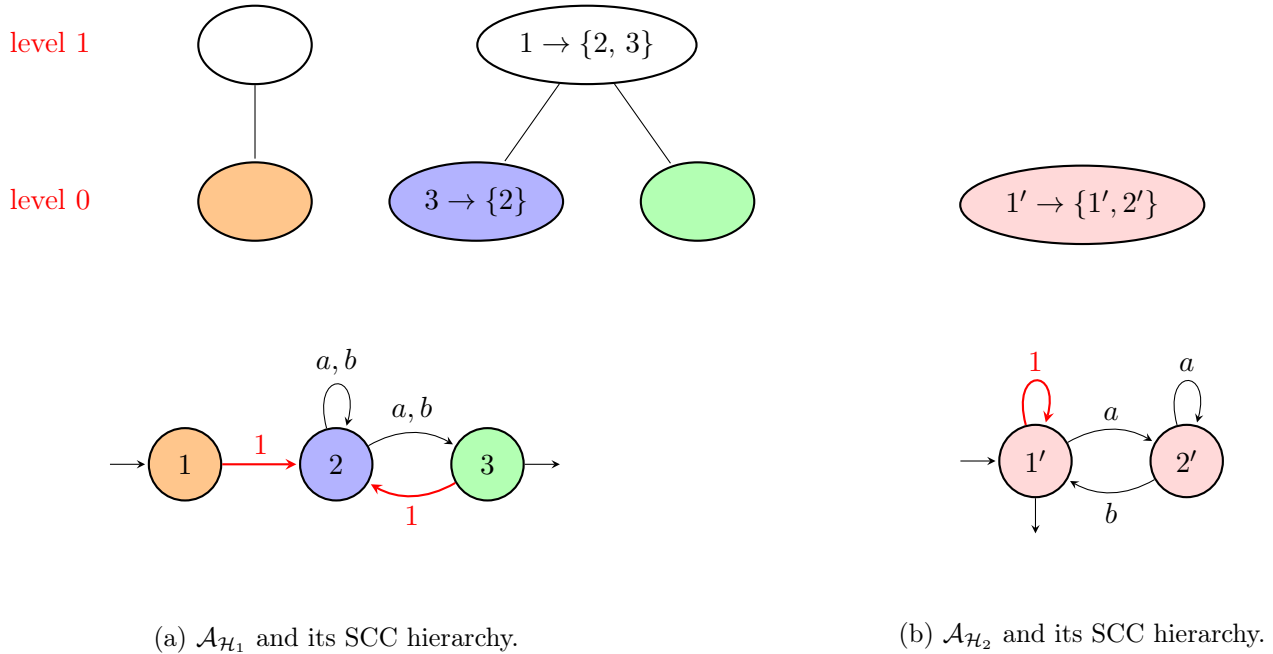 level 1
1 → {2, 3}
level 0
3 → {2}
1′ → {1′, 2′}
a, b
a, b
1
1
2
3
1
1
a
a
1′
2′
b
(a) 𝒜_{ℋ₁} and its SCC hierarchy.
(b) 𝒜_{ℋ₂} and its SCC hierarchy.